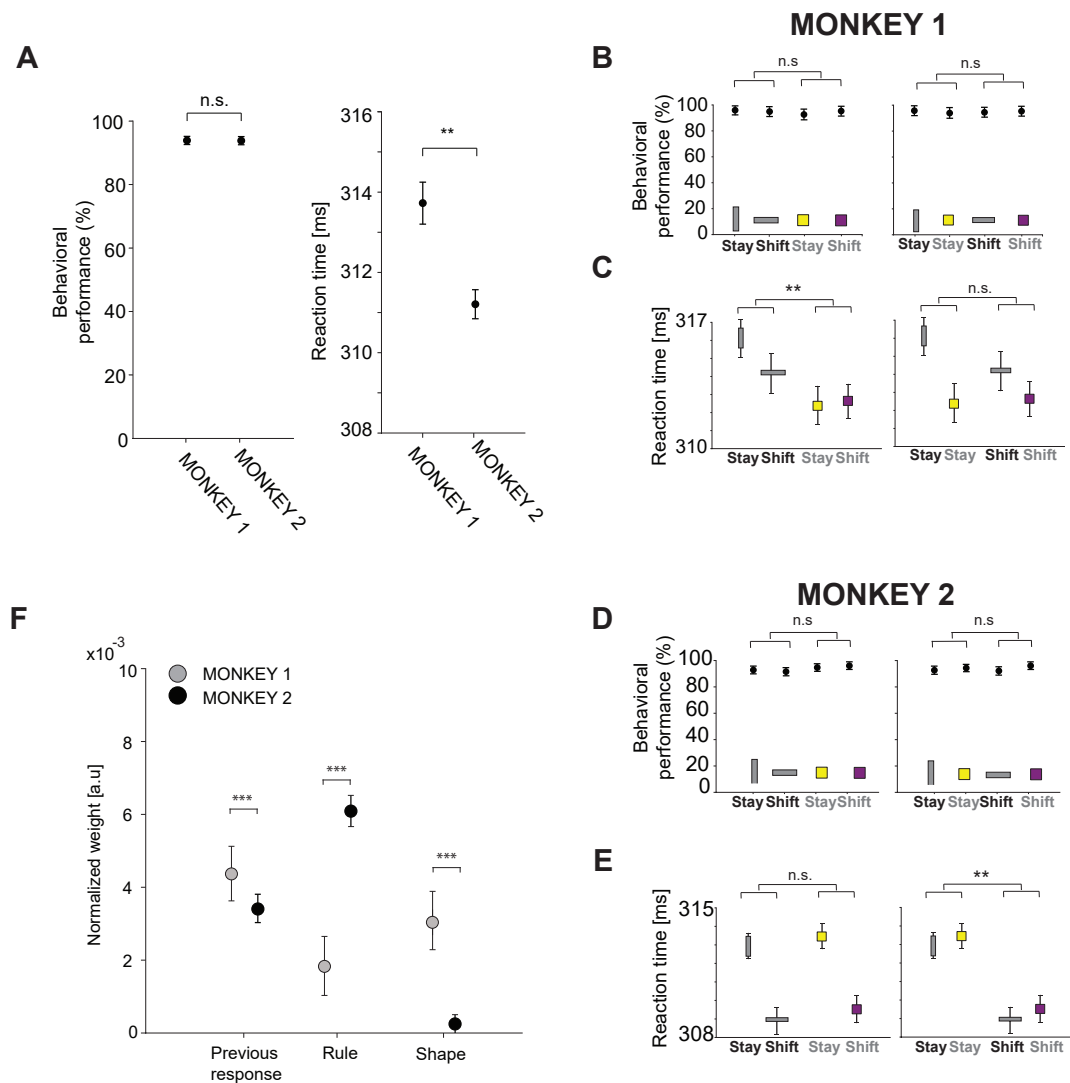 MONKEY 1
A
B
n.s
n.s
n.s.
**
Behavioral
performance (%)
100
80
60
40
20
0
MONKEY 1
MONKEY 2
Reaction time [ms]
316
314
312
310
308
MONKEY 1
MONKEY 2
Behavioral
performance (%)
100
80
60
40
20
0
Stay Shift Stay Shift
Stay Stay Shift Shift
C
**
n.s.
Reaction time [ms]
317
310
Stay Shift Stay Shift
Stay Stay Shift Shift
MONKEY 2
F
x10-3
MONKEY 1
MONKEY 2
Normalized weight [a.u]
10
8
6
4
2
0
***
***
***
Previous
response
Rule
Shape
D
n.s
n.s
Behavioral
performance (%)
100
80
60
40
20
0
Stay Shift Stay Shift
Stay Stay Shift Shift
E
n.s.
**
Reaction time [ms]
315
308
Stay Shift Stay Shift
Stay Stay Shift Shift